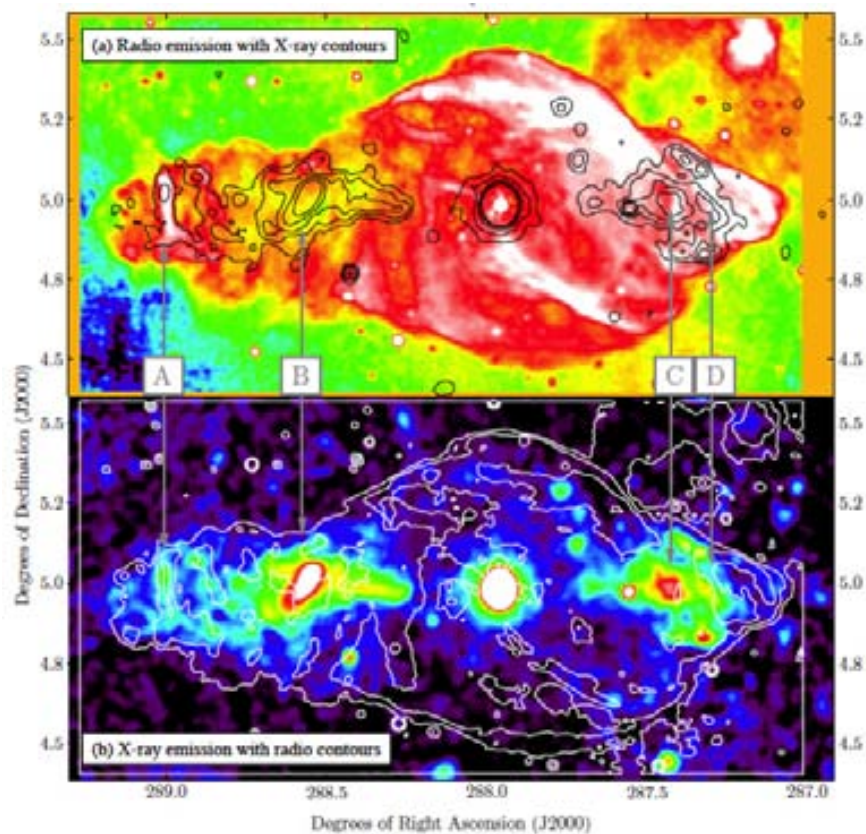 (a) Radio emission with X-ray contours
5.5 5.5
5.2 5.2
5.0 5.0
4.8 4.8
4.5 4.5
A B C D
Degrees of Declination (J2000)
5.5 5.5
5.2 5.2
5.0 5.0
4.8 4.8
4.5 4.5
(b) X-ray emission with radio contours
289.0 288.5 288.0 287.5 287.0
Degrees of Right Ascension (J2000)